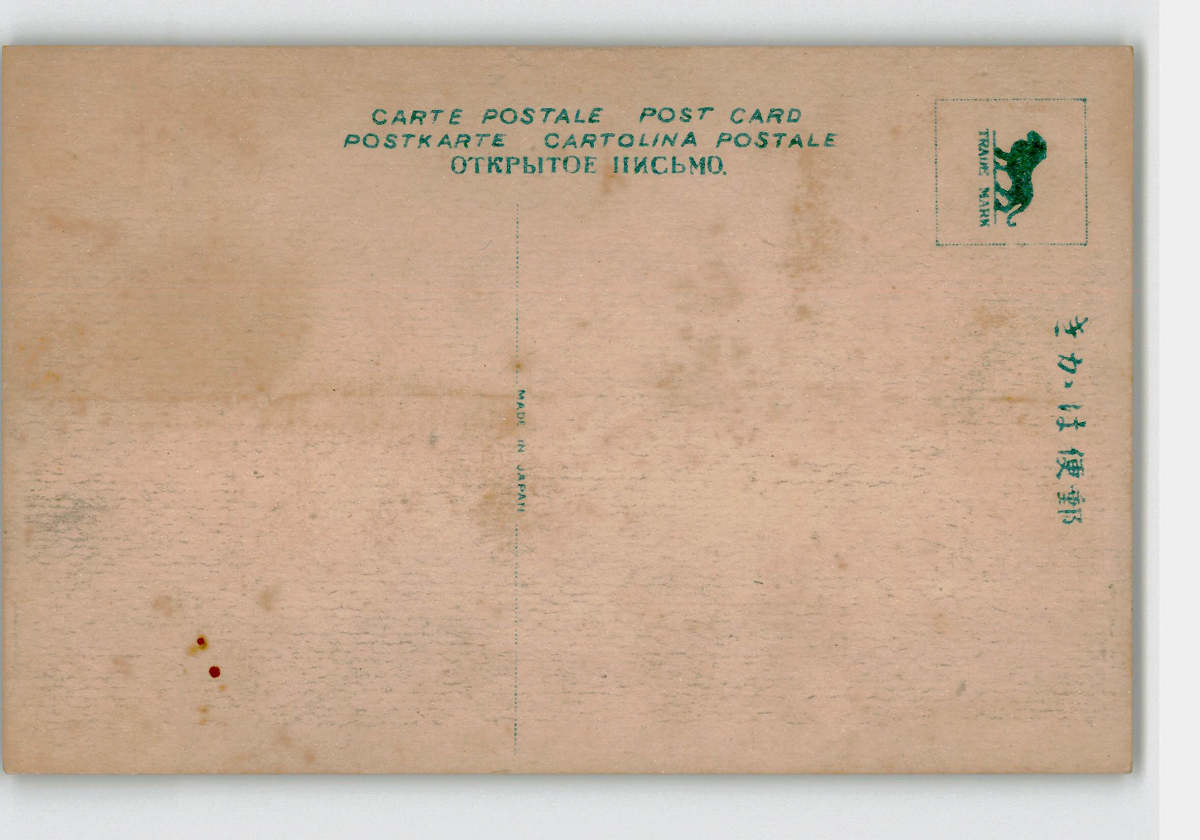 CARTE POSTALE POST CARD
POSTKARTE CARTOLINA POSTALE
ОТКРЫТОЕ ПИСЬМО.
TRADE MARK
きかは便郵
MADE IN JAPAN